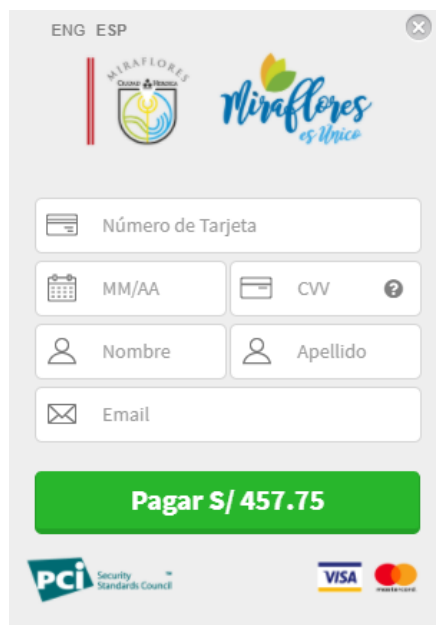 ENG ESP
MIRAFLORES
CIUDAD HEROICA
Miraflores
es Único
Número de Tarjeta
MM/AA
CVV
Nombre
Apellido
Email
Pagar S/ 457.75
PCi Security ™
Standards Council
VISA
mastercard